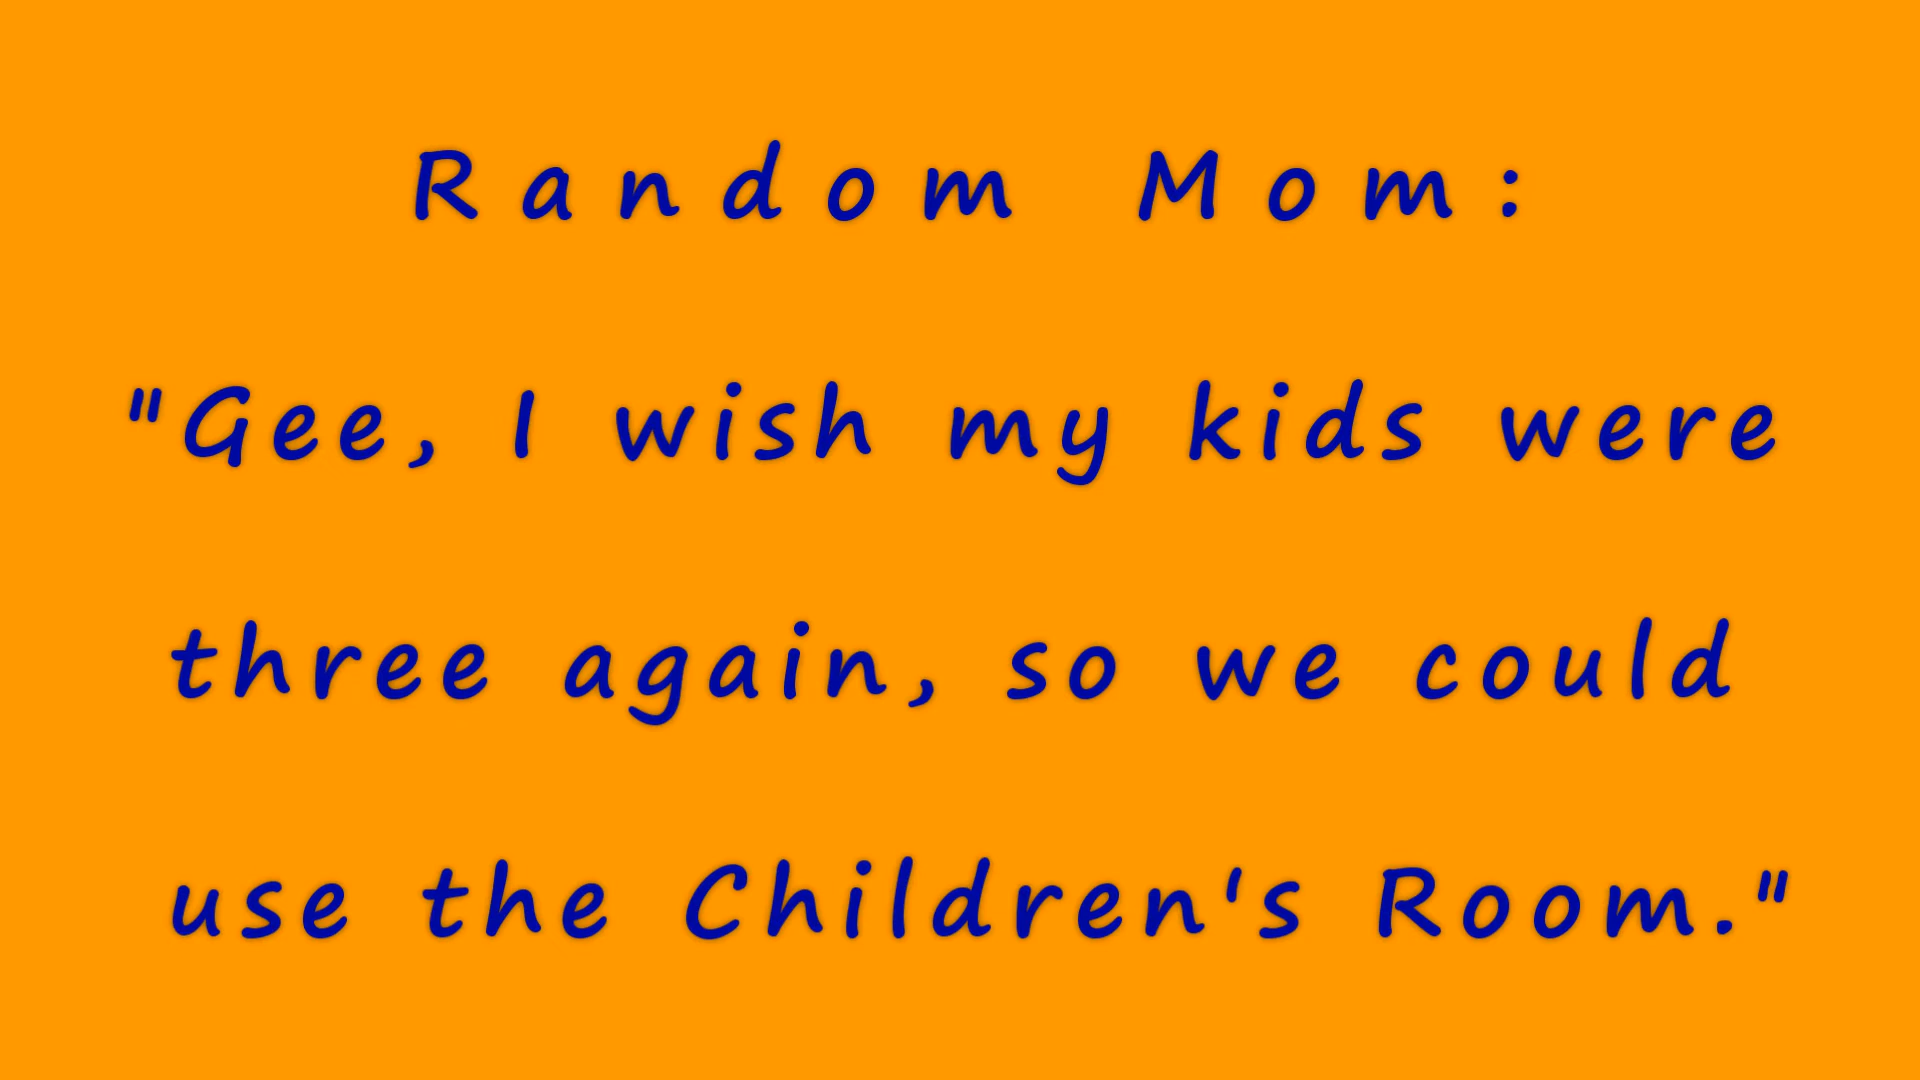 Random Mom:
"Gee, I wish my kids were
three again, so we could
use the Children's Room."